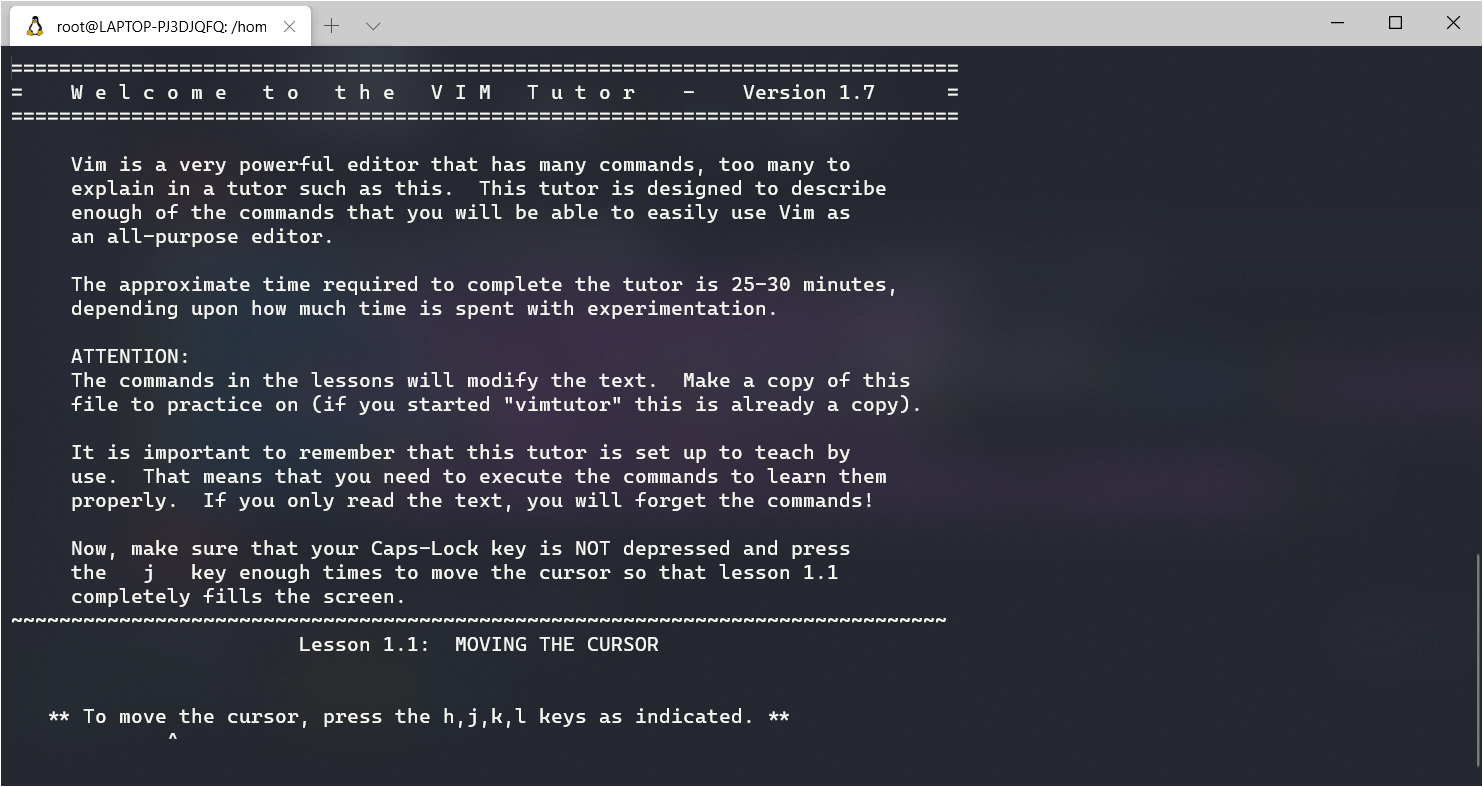 root@LAPTOP-PJ3DJQFQ: /hom
===============================================================================
=    W e l c o m e   t o   t h e   V I M   T u t o r    -    Version 1.7      =
===============================================================================

     Vim is a very powerful editor that has many commands, too many to
     explain in a tutor such as this.  This tutor is designed to describe
     enough of the commands that you will be able to easily use Vim as
     an all-purpose editor.

     The approximate time required to complete the tutor is 25-30 minutes,
     depending upon how much time is spent with experimentation.

     ATTENTION:
     The commands in the lessons will modify the text.  Make a copy of this
     file to practice on (if you started "vimtutor" this is already a copy).

     It is important to remember that this tutor is set up to teach by
     use.  That means that you need to execute the commands to learn them
     properly.  If you only read the text, you will forget the commands!

     Now, make sure that your Caps-Lock key is NOT depressed and press
     the   j   key enough times to move the cursor so that lesson 1.1
     completely fills the screen.
~~~~~~~~~~~~~~~~~~~~~~~~~~~~~~~~~~~~~~~~~~~~~~~~~~~~~~~~~~~~~~~~~~~~~~~~~~~~~~
                        Lesson 1.1:  MOVING THE CURSOR


   ** To move the cursor, press the h,j,k,l keys as indicated. **
             ^